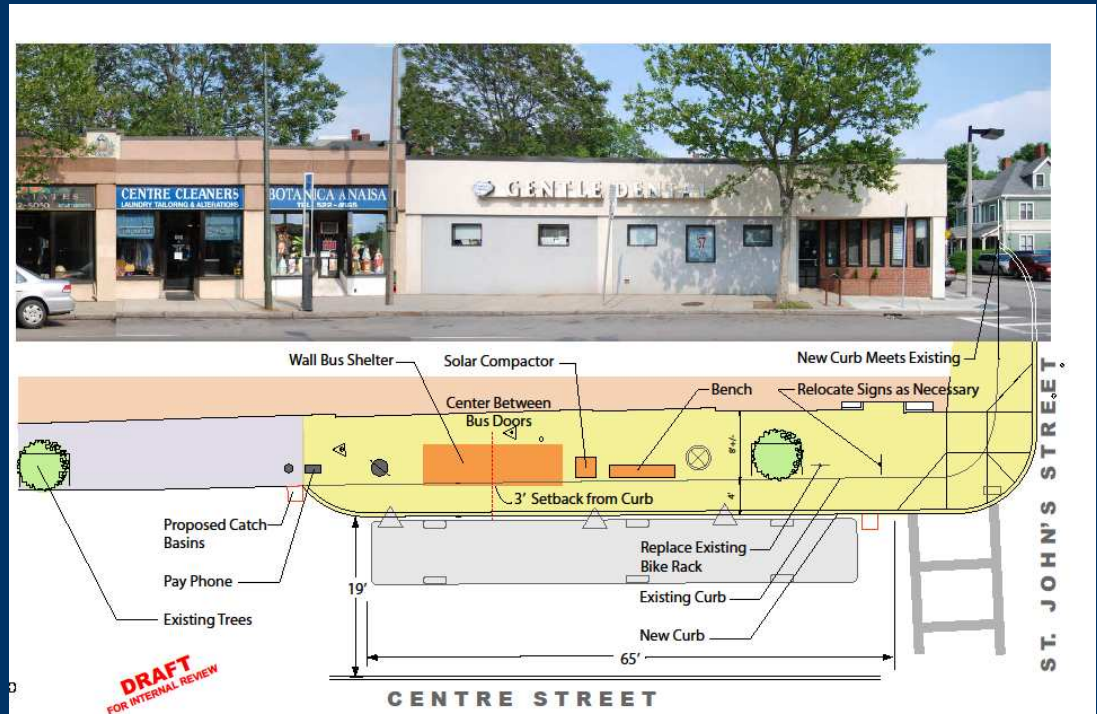 CENTRE CLEANERS
LAUNDRY TAILORING & ALTERATIONS
BOTANICA ANAISA
GENTLE DENTAL
Wall Bus Shelter
Solar Compactor
New Curb Meets Existing
Bench
Relocate Signs as Necessary
Center Between
Bus Doors
8'+/-
3' Setback from Curb
4'
Proposed Catch
Basins
Replace Existing
Bike Rack
Pay Phone
19'
Existing Curb
Existing Trees
New Curb
65'
DRAFT
FOR INTERNAL REVIEW
CENTRE STREET
ST. JOHN'S STREET